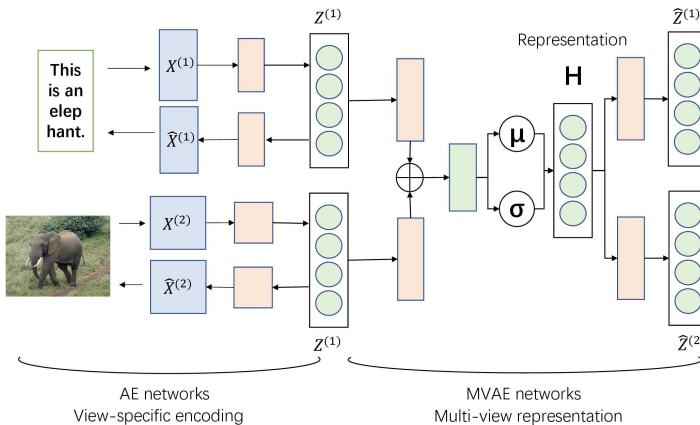 Z⁽¹⁾
Ẑ⁽¹⁾
Representation
H
This
is an
elep
hant.
X⁽¹⁾
X̂⁽¹⁾
μ
σ
X⁽²⁾
X̂⁽²⁾
Z⁽¹⁾
Ẑ⁽²
AE networks
View-specific encoding
MVAE networks
Multi-view representation